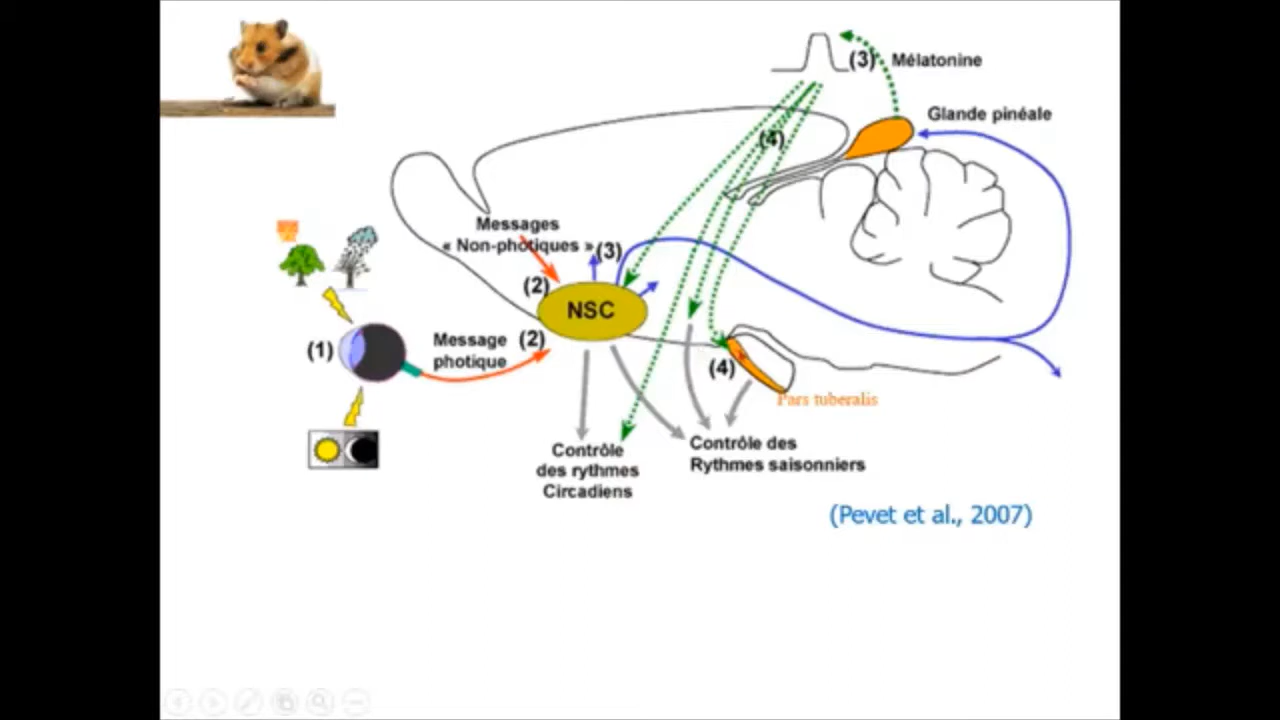 (3) Mélatonine
Glande pinéale
(4)
Messages
« Non-photiques »
(3)
(2)
NSC
(1)
Message
photique
(2)
(4)
Pars tuberalis
Contrôle
des rythmes
Circadiens
Contrôle des
Rythmes saisonniers
(Pevet et al., 2007)